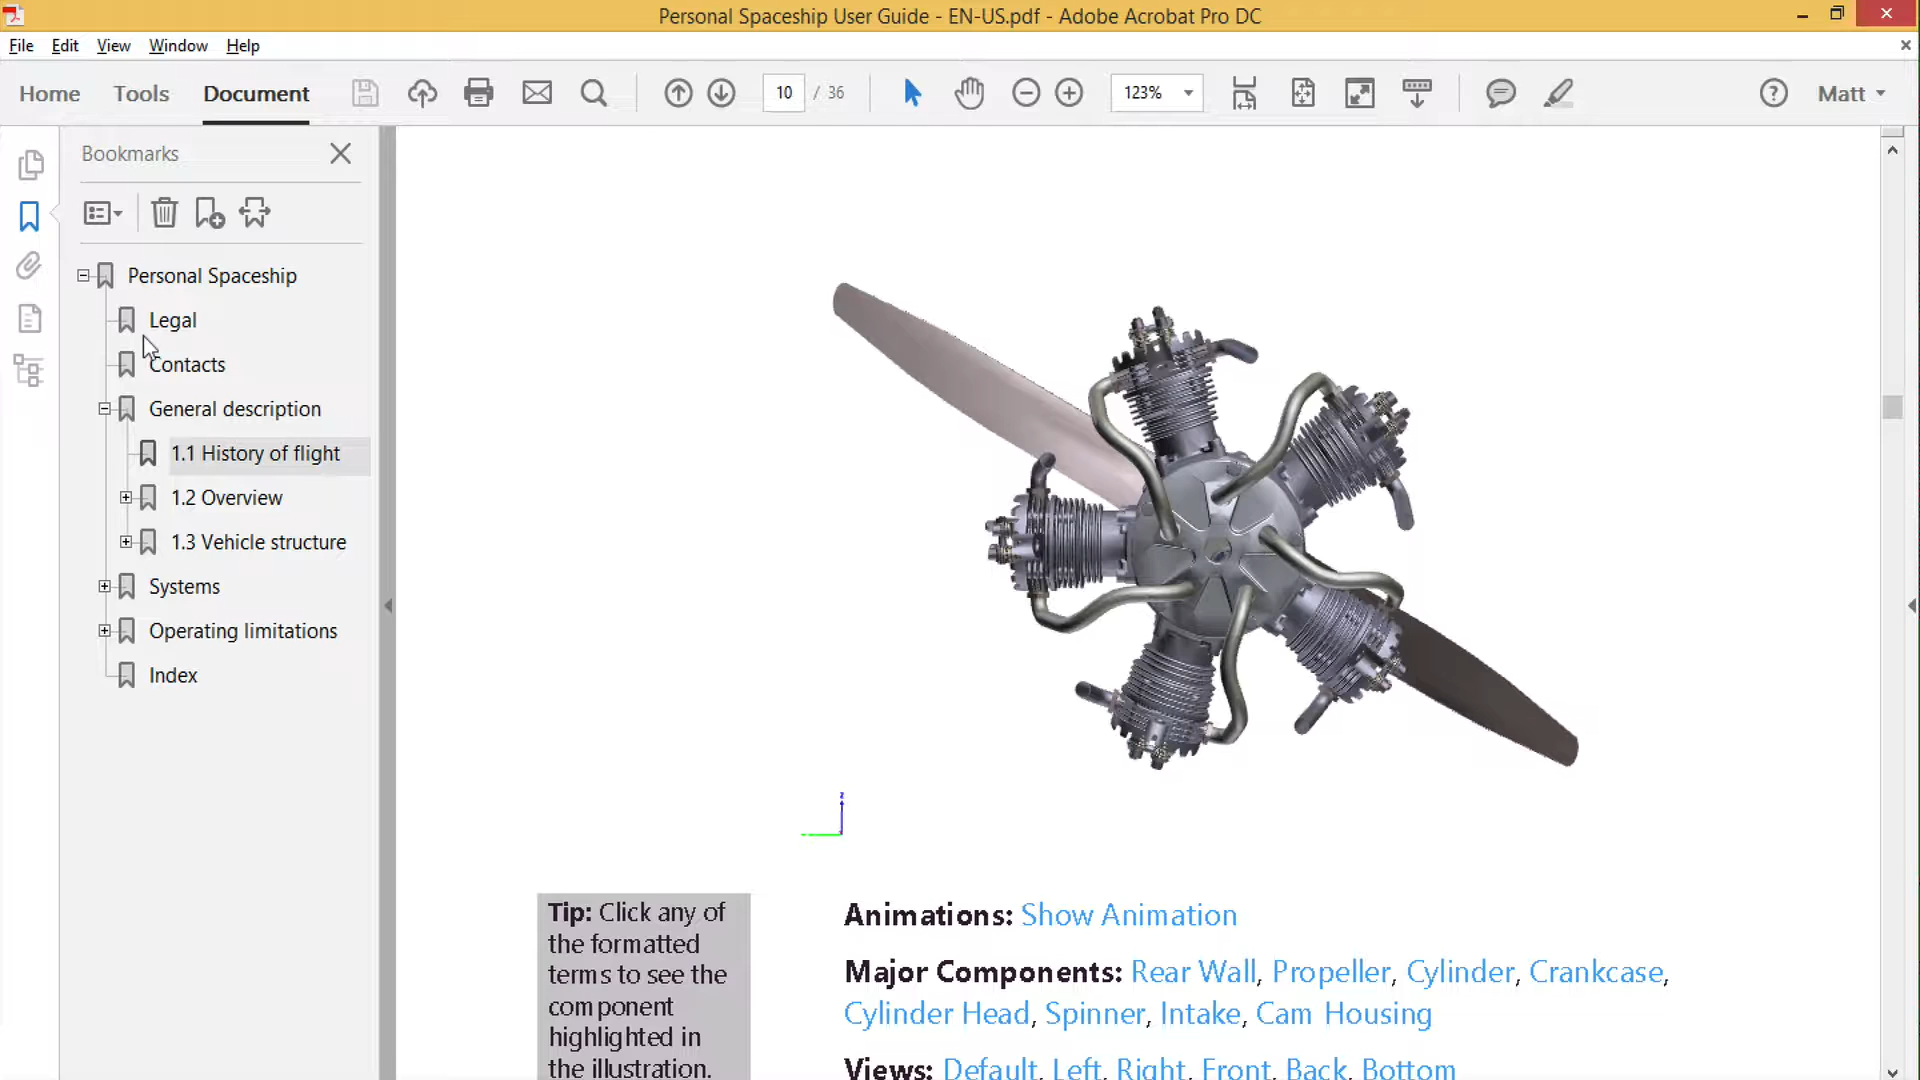 Personal Spaceship User Guide - EN-US.pdf - Adobe Acrobat Pro DC
File Edit View Window Help
Home Tools Document 10 / 36 123% Matt
Bookmarks
Personal Spaceship
Legal
Contacts
General description
1.1 History of flight
1.2 Overview
1.3 Vehicle structure
Systems
Operating limitations
Index
z
Tip: Click any of
the formatted
terms to see the
component
highlighted in
the illustration.
Animations: Show Animation
Major Components: Rear Wall, Propeller, Cylinder, Crankcase,
Cylinder Head, Spinner, Intake, Cam Housing
Views: Default, Left, Right, Front, Back, Bottom